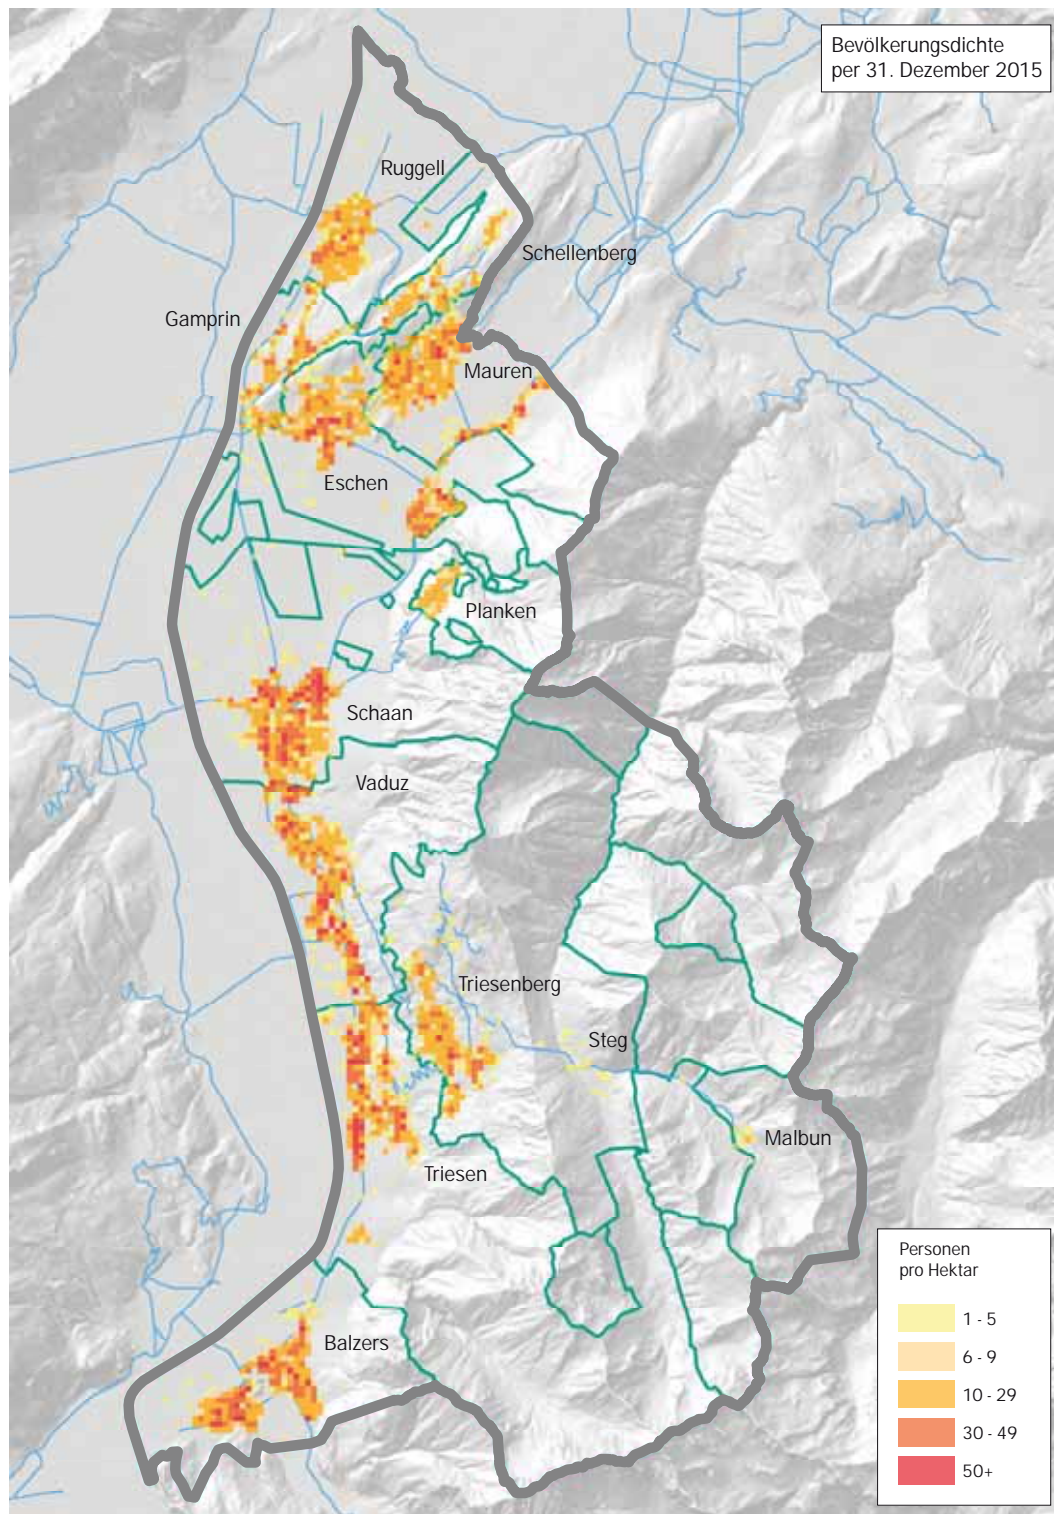 Bevölkerungsdichte
per 31. Dezember 2015
Ruggell
Schellenberg
Gamprin
Mauren
Eschen
Planken
Schaan
Vaduz
Triesenberg
Steg
Malbun
Triesen
Balzers
Personen
pro Hektar
1 - 5
6 - 9
10 - 29
30 - 49
50+